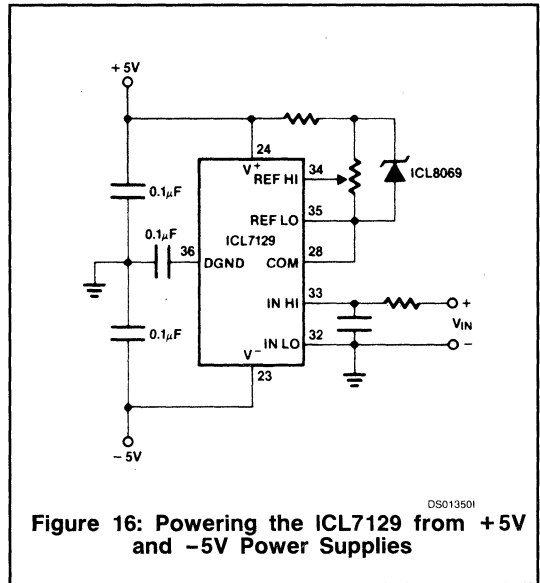 +5V
24
V+
REF HI
34
ICL8069
0.1µF
REF LO
35
0.1µF
36
ICL7129
DGND
COM
28
IN HI
33
+
VIN
0.1µF
IN LO
32
−
V−
23
−5V
DS01350I
Figure 16: Powering the ICL7129 from +5V
and −5V Power Supplies